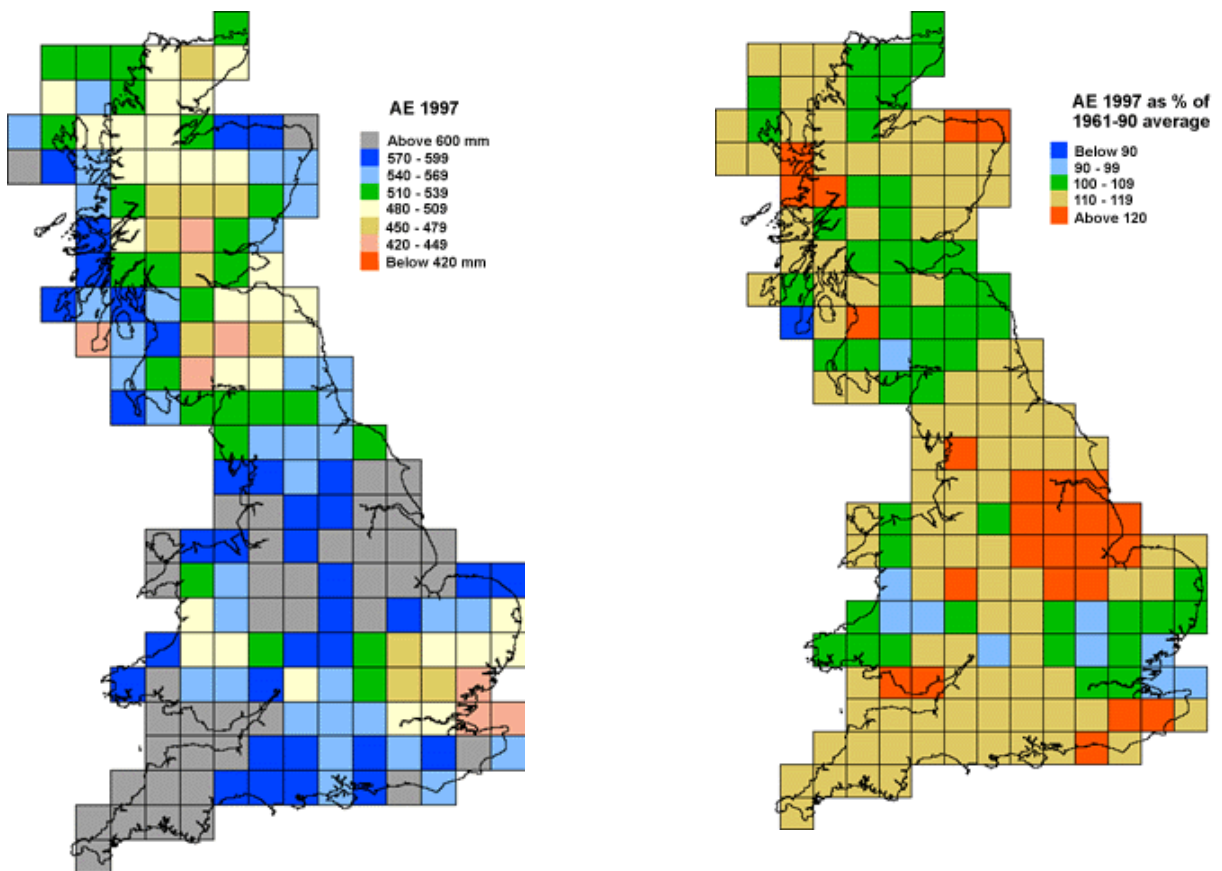 AE 1997
Above 600 mm
570 - 599
540 - 569
510 - 539
480 - 509
450 - 479
420 - 449
Below 420 mm
AE 1997 as % of
1961-90 average
Below 90
90 - 99
100 - 109
110 - 119
Above 120